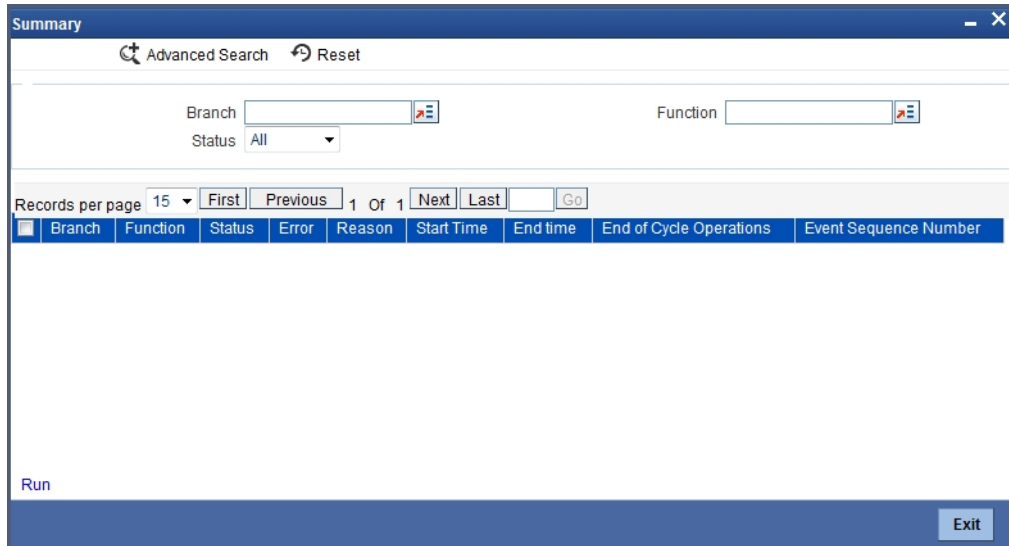 Summary
Advanced Search Reset
Branch Function
Status All
Records per page 15 First Previous 1 Of 1 Next Last Go
Branch Function Status Error Reason Start Time End time End of Cycle Operations Event Sequence Number
Run
Exit